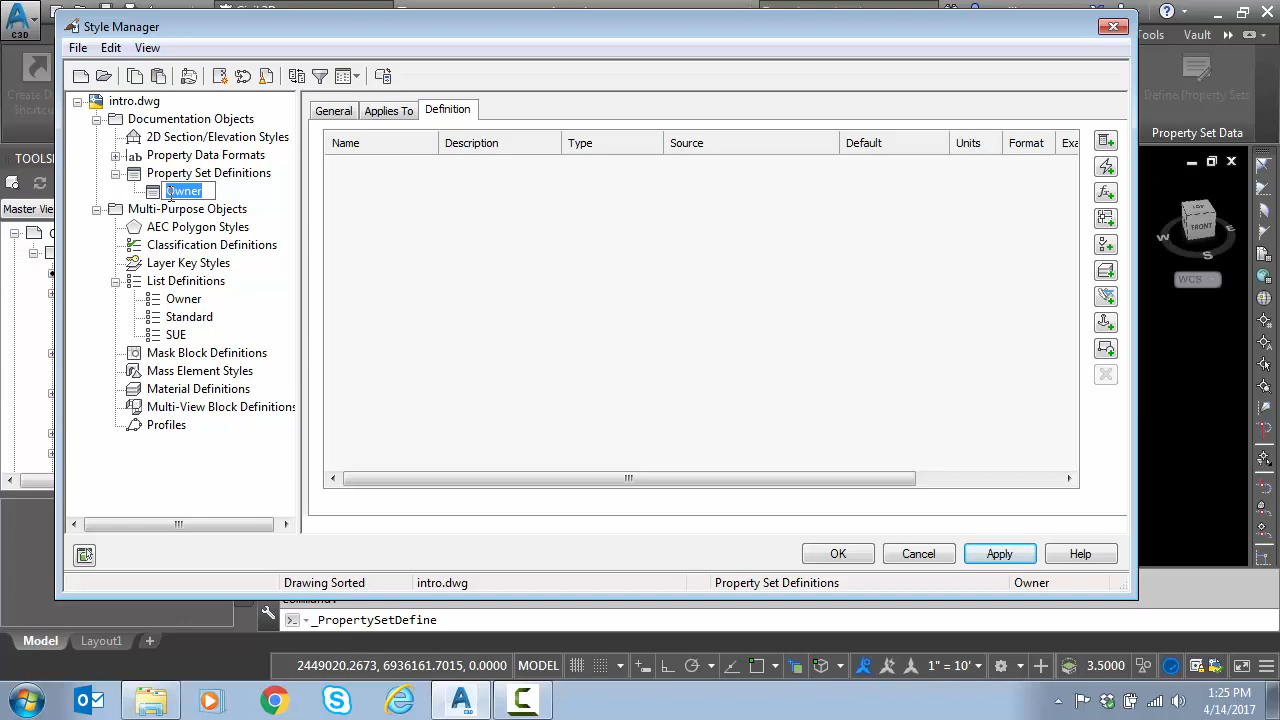 Style Manager
File Edit View
Tools Vault
C3D
Create D
Shortcuts
TOOLS
Master Vi
intro.dwg
Documentation Objects
2D Section/Elevation Styles
Property Data Formats
Property Set Definitions
Owner
Multi-Purpose Objects
AEC Polygon Styles
Classification Definitions
Layer Key Styles
List Definitions
Owner
Standard
SUE
Mask Block Definitions
Mass Element Styles
Material Definitions
Multi-View Block Definitions
Profiles
General Applies To Definition
Name Description Type Source Default Units Format Exa
OK Cancel Apply Help
Drawing Sorted intro.dwg Property Set Definitions Owner
Define Property Sets
Property Set Data
TOP
FRONT
W S E
WCS
_PropertySetDefine
Model Layout1
2449020.2673, 6936161.7015, 0.0000 MODEL 1" = 10' 3.5000
1:25 PM
4/14/2017